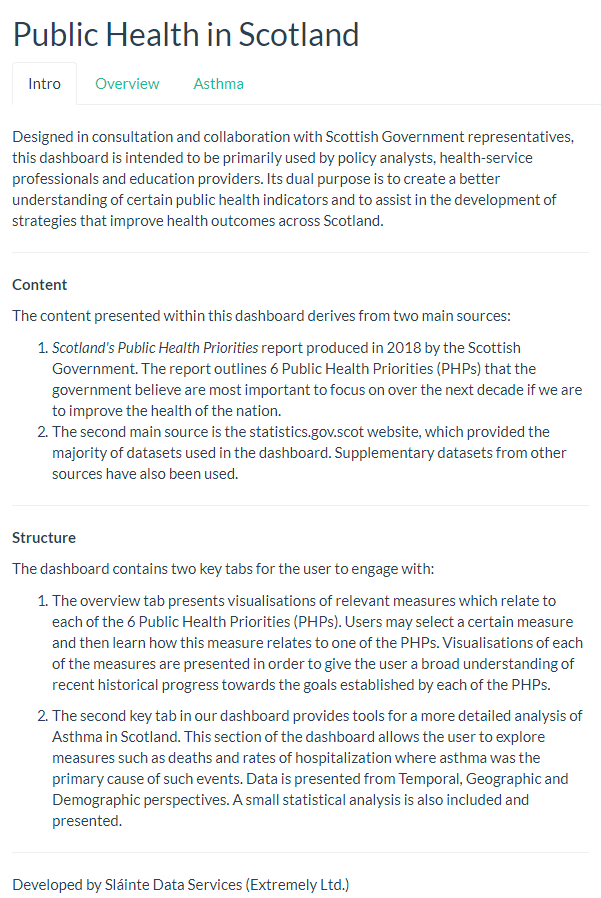 Public Health in Scotland
Intro Overview Asthma
Designed in consultation and collaboration with Scottish Government representatives,
this dashboard is intended to be primarily used by policy analysts, health-service
professionals and education providers. Its dual purpose is to create a better
understanding of certain public health indicators and to assist in the development of
strategies that improve health outcomes across Scotland.
Content
The content presented within this dashboard derives from two main sources:
1. Scotland's Public Health Priorities report produced in 2018 by the Scottish
Government. The report outlines 6 Public Health Priorities (PHPs) that the
government believe are most important to focus on over the next decade if we are
to improve the health of the nation.
2. The second main source is the statistics.gov.scot website, which provided the
majority of datasets used in the dashboard. Supplementary datasets from other
sources have also been used.
Structure
The dashboard contains two key tabs for the user to engage with:
1. The overview tab presents visualisations of relevant measures which relate to
each of the 6 Public Health Priorities (PHPs). Users may select a certain measure
and then learn how this measure relates to one of the PHPs. Visualisations of each
of the measures are presented in order to give the user a broad understanding of
recent historical progress towards the goals established by each of the PHPs.
2. The second key tab in our dashboard provides tools for a more detailed analysis of
Asthma in Scotland. This section of the dashboard allows the user to explore
measures such as deaths and rates of hospitalization where asthma was the
primary cause of such events. Data is presented from Temporal, Geographic and
Demographic perspectives. A small statistical analysis is also included and
presented.
Developed by Sláinte Data Services (Extremely Ltd.)